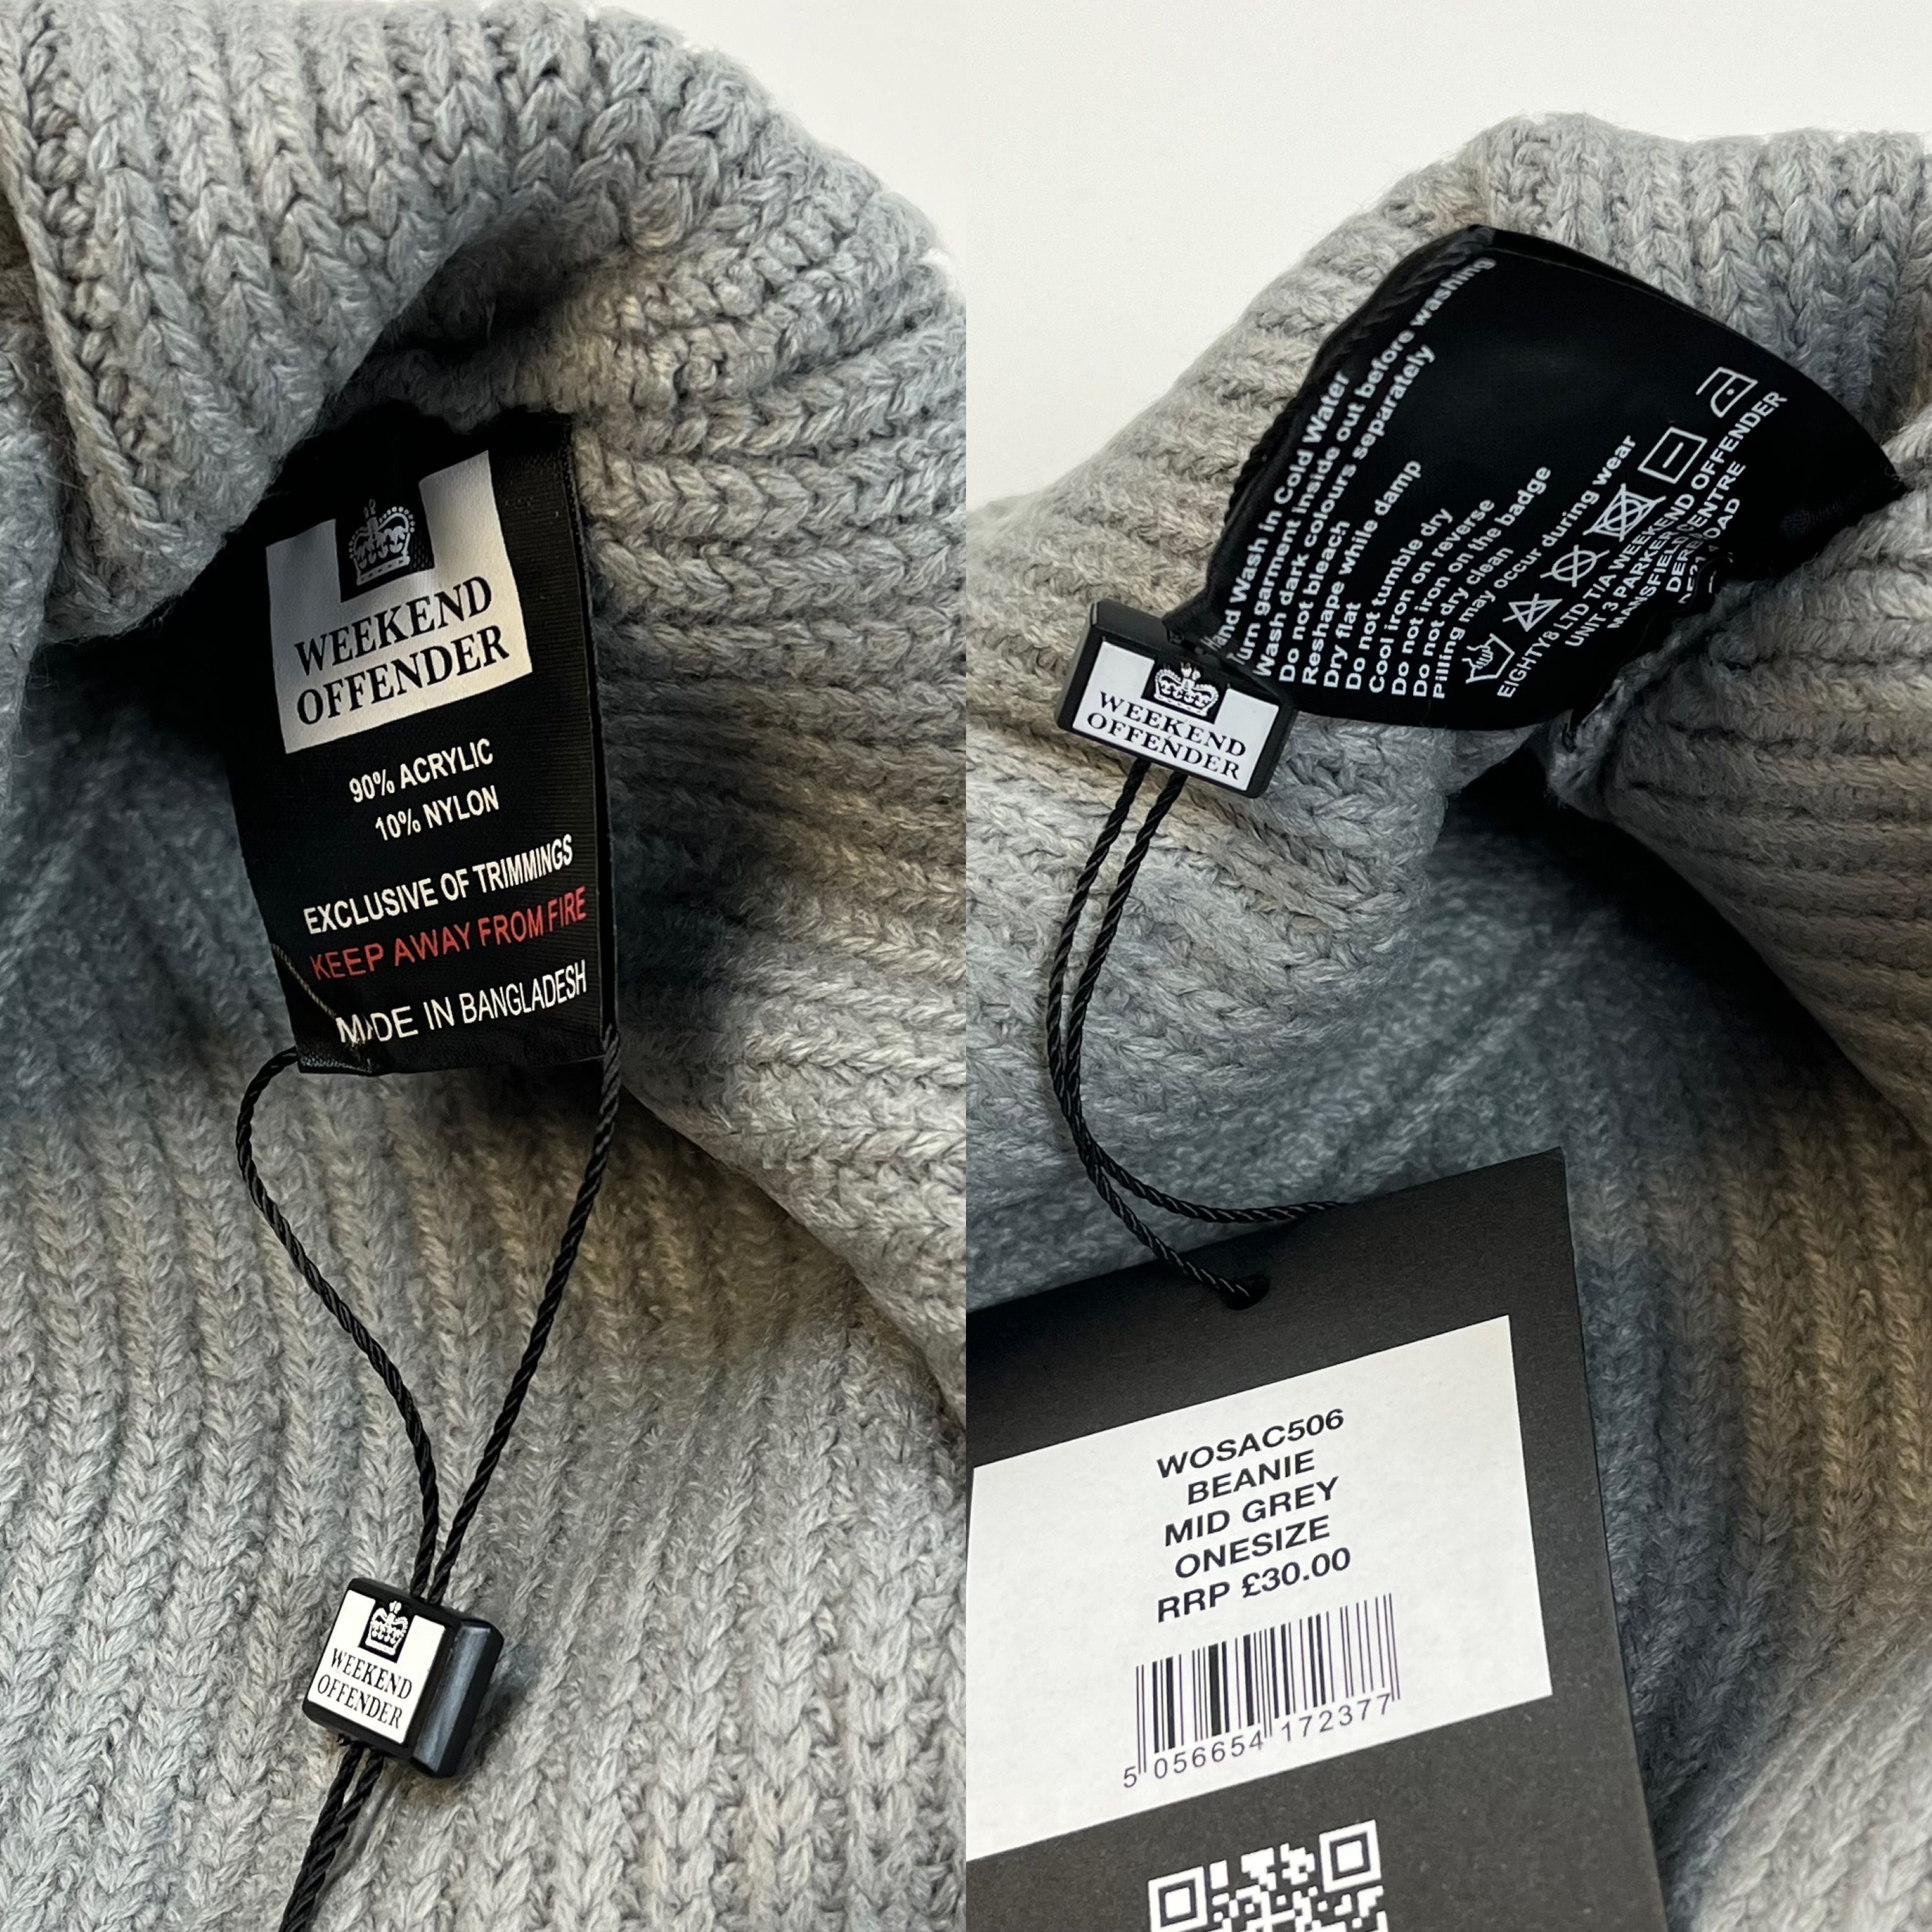 WEEKEND
OFFENDER
90% ACRYLIC
10% NYLON
EXCLUSIVE OF TRIMMINGS
KEEP AWAY FROM FIRE
MADE IN BANGLADESH
WEEKEND
OFFENDER
Hand Wash in Cold Water
Turn garment inside out before washing
Wash dark colours separately
Do not bleach
Reshape while damp
Dry flat
Do not tumble dry
Cool iron on reverse
Do not iron on the badge
Do not dry clean
Pilling may occur during wear
EIGHTY8 LTD T/A WEEKEND OFFENDER
UNIT 3 PARKEND CENTRE
MANSFIELD ROAD
WEEKEND
OFFENDER
WOSAC506
BEANIE
MID GREY
ONESIZE
RRP £30.00
5 056654 172377